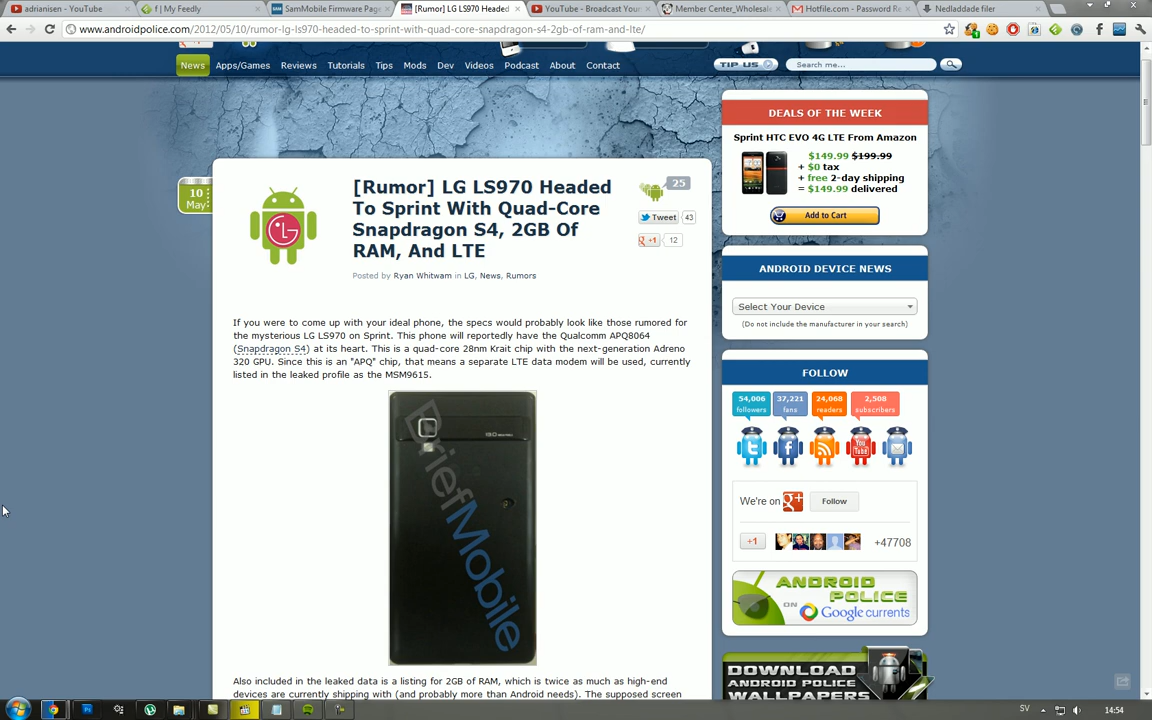 adrianisen - YouTube
f | My Feedly
SamMobile Firmware Page
[Rumor] LG LS970 Headed
YouTube - Broadcast Your
Member Center_Wholesale
Hotfile.com - Password Re
Nedladdade filer
www.androidpolice.com/2012/05/10/rumor-lg-ls970-headed-to-sprint-with-quad-core-snapdragon-s4-2gb-of-ram-and-lte/
News
Apps/Games
Reviews
Tutorials
Tips
Mods
Dev
Videos
Podcast
About
Contact
TIP US
Search me...
10
May
[Rumor] LG LS970 Headed
To Sprint With Quad-Core
Snapdragon S4, 2GB Of
RAM, And LTE
Posted by Ryan Whitwam in LG, News, Rumors
25
Tweet 43
+1 12
If you were to come up with your ideal phone, the specs would probably look like those rumored for
the mysterious LG LS970 on Sprint. This phone will reportedly have the Qualcomm APQ8064
(Snapdragon S4) at its heart. This is a quad-core 28nm Krait chip with the next-generation Adreno
320 GPU. Since this is an "APQ" chip, that means a separate LTE data modem will be used, currently
listed in the leaked profile as the MSM9615.
BriefMobile
Also included in the leaked data is a listing for 2GB of RAM, which is twice as much as high-end
devices are currently shipping with (and probably more than Android needs). The supposed screen
DEALS OF THE WEEK
Sprint HTC EVO 4G LTE From Amazon
$149.99 $199.99
+ $0 tax
+ free 2-day shipping
= $149.99 delivered
Add to Cart
ANDROID DEVICE NEWS
Select Your Device
(Do not include the manufacturer in your search)
FOLLOW
54,006
followers
37,221
fans
24,068
readers
2,508
subscribers
We're on g+ Follow
+1
+47708
ANDROID
POLICE
ON Google currents
DOWNLOAD
ANDROID POLICE
WALLPAPERS
SV
14:54